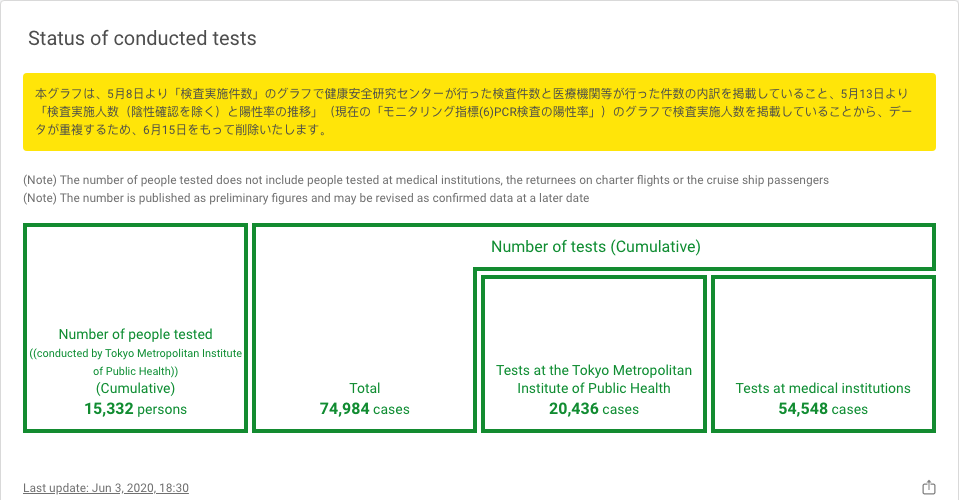 Status of conducted tests
本グラフは、5月8日より「検査実施件数」のグラフで健康安全研究センターが行った検査件数と医療機関等が行った件数の内訳を掲載していること、5月13日より
「検査実施人数（陰性確認を除く）と陽性率の推移」（現在の「モニタリング指標(6)PCR検査の陽性率」）のグラフで検査実施人数を掲載していることから、デー
タが重複するため、6月15日をもって削除いたします。
(Note) The number of people tested does not include people tested at medical institutions, the returnees on charter flights or the cruise ship passengers
(Note) The number is published as preliminary figures and may be revised as confirmed data at a later date
Number of people tested
((conducted by Tokyo Metropolitan Institute
of Public Health))
(Cumulative)
15,332 persons
Number of tests (Cumulative)
Total
74,984 cases
Tests at the Tokyo Metropolitan
Institute of Public Health
20,436 cases
Tests at medical institutions
54,548 cases
Last update: Jun 3, 2020, 18:30